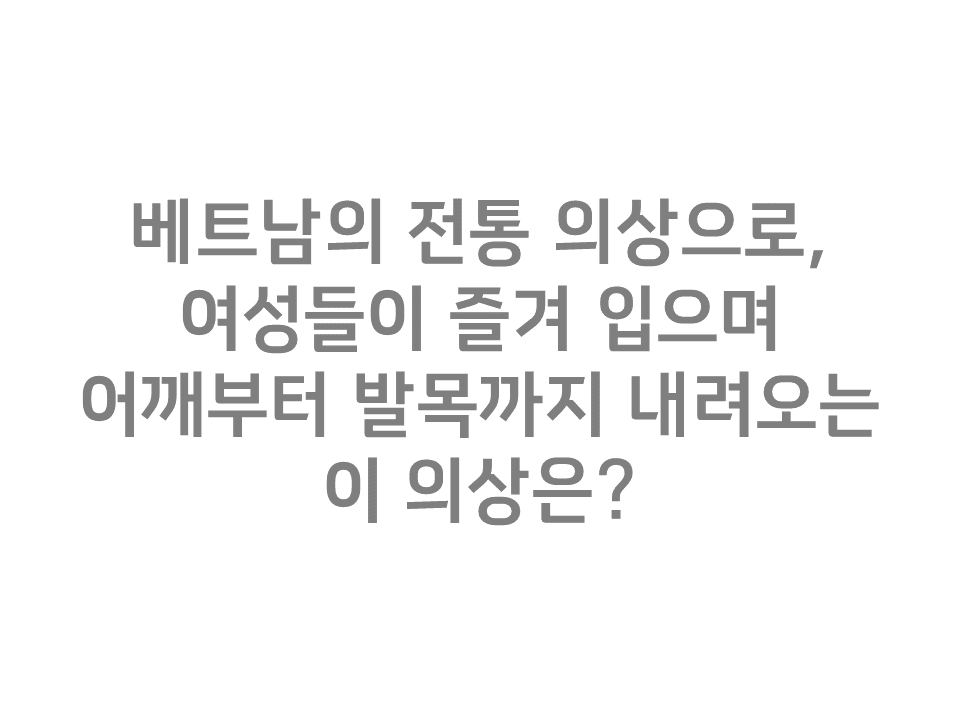 베트남의 전통 의상으로,
여성들이 즐겨 입으며
어깨부터 발목까지 내려오는
이 의상은?